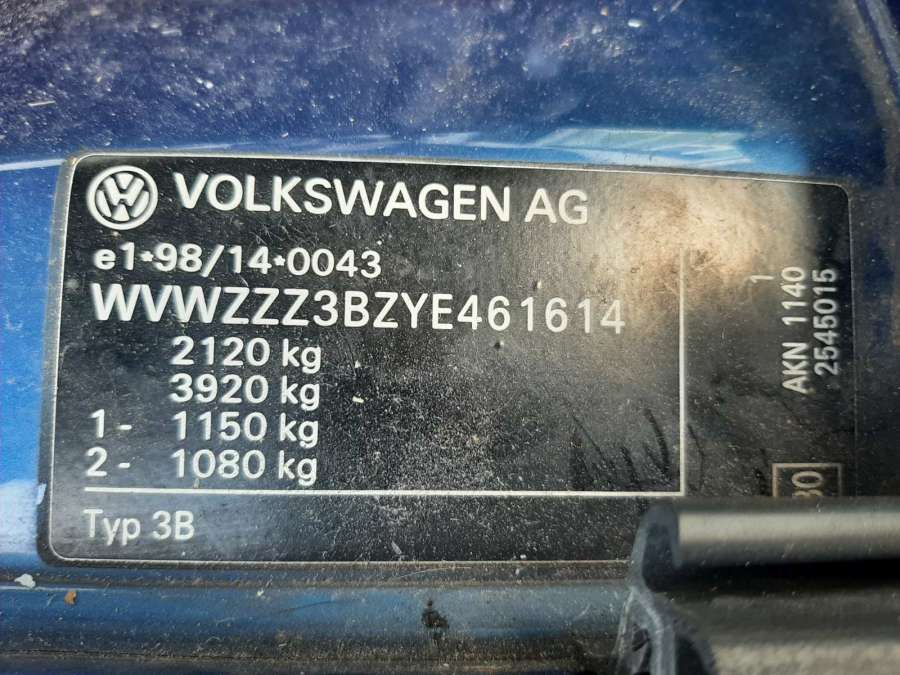 VOLKSWAGEN AG
e1*98/14*0043
WVWZZZ3BZYE461614
2120 kg
3920 kg
1- 1150 kg
2- 1080 kg
Typ 3B
1
AKN 1140
2545015